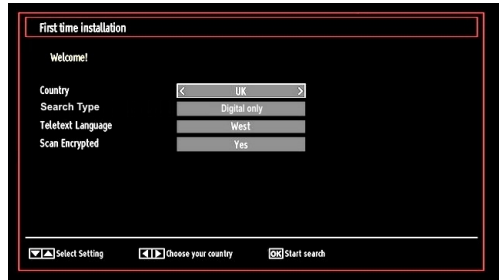 First time installation
Welcome!
Country < UK >
Search Type Digital only
Teletext Language West
Scan Encrypted Yes
Select Setting Choose your country OK Start search